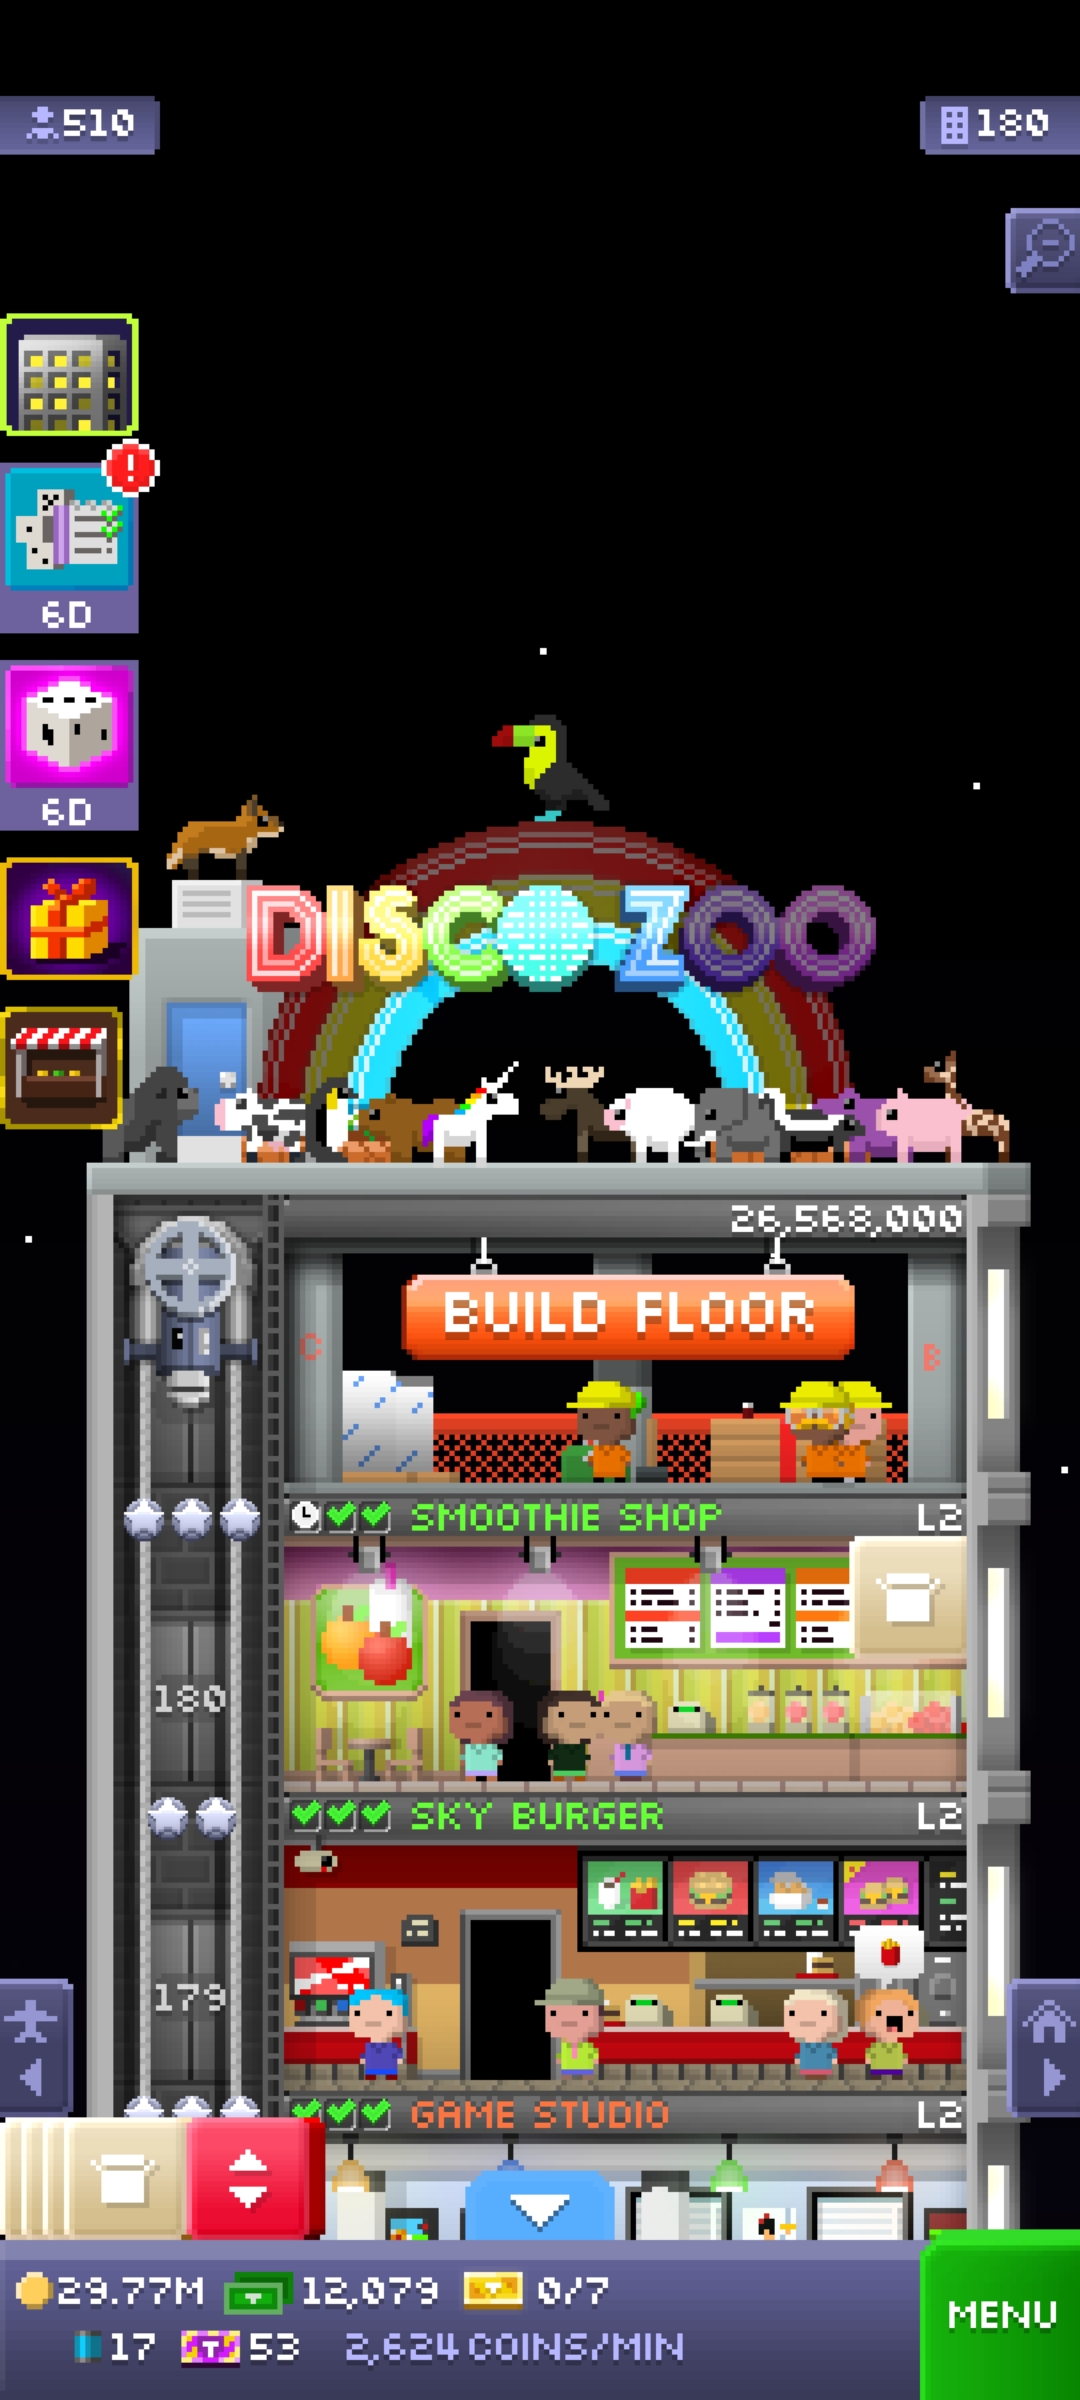 510
180
6D
6D
DISCO ZOO
26,568,000
BUILD FLOOR
C
B
SMOOTHIE SHOP L2
180
SKY BURGER L2
179
GAME STUDIO L2
29.77M 12,079 0/7
17 T 53 2,624 COINS/MIN
MENU